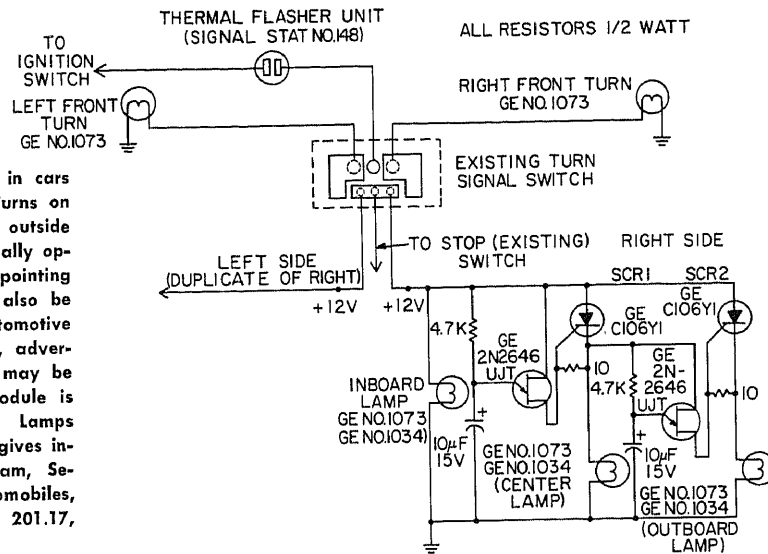 THERMAL FLASHER UNIT
(SIGNAL STAT NO.148)
ALL RESISTORS 1/2 WATT
TO
IGNITION
SWITCH
LEFT FRONT
TURN
GE NO.1073
RIGHT FRONT TURN
GE NO.1073
EXISTING TURN
SIGNAL SWITCH
in cars
urns on
outside
ally op-
pointing
also be
tomotive
, adver-
may be
odule is
Lamps
gives in-
am, Se-
omobiles,
201.17,
LEFT SIDE
(DUPLICATE OF RIGHT)
TO STOP (EXISTING)
SWITCH
RIGHT SIDE
+12V
+12V
SCR1
SCR2
4.7K
GE
2N2646
UJT
GE
C106Y1
10
GE
C106Y1
4.7K
GE
2N-
2646
UJT
10
INBOARD
LAMP
GE NO.1073
GE NO.1034)
+
10µF
15V
GE NO.1073
GE NO.1034
(CENTER
LAMP)
+
10µF
15V
GE NO.1073
GE NO.1034
(OUTBOARD
LAMP)